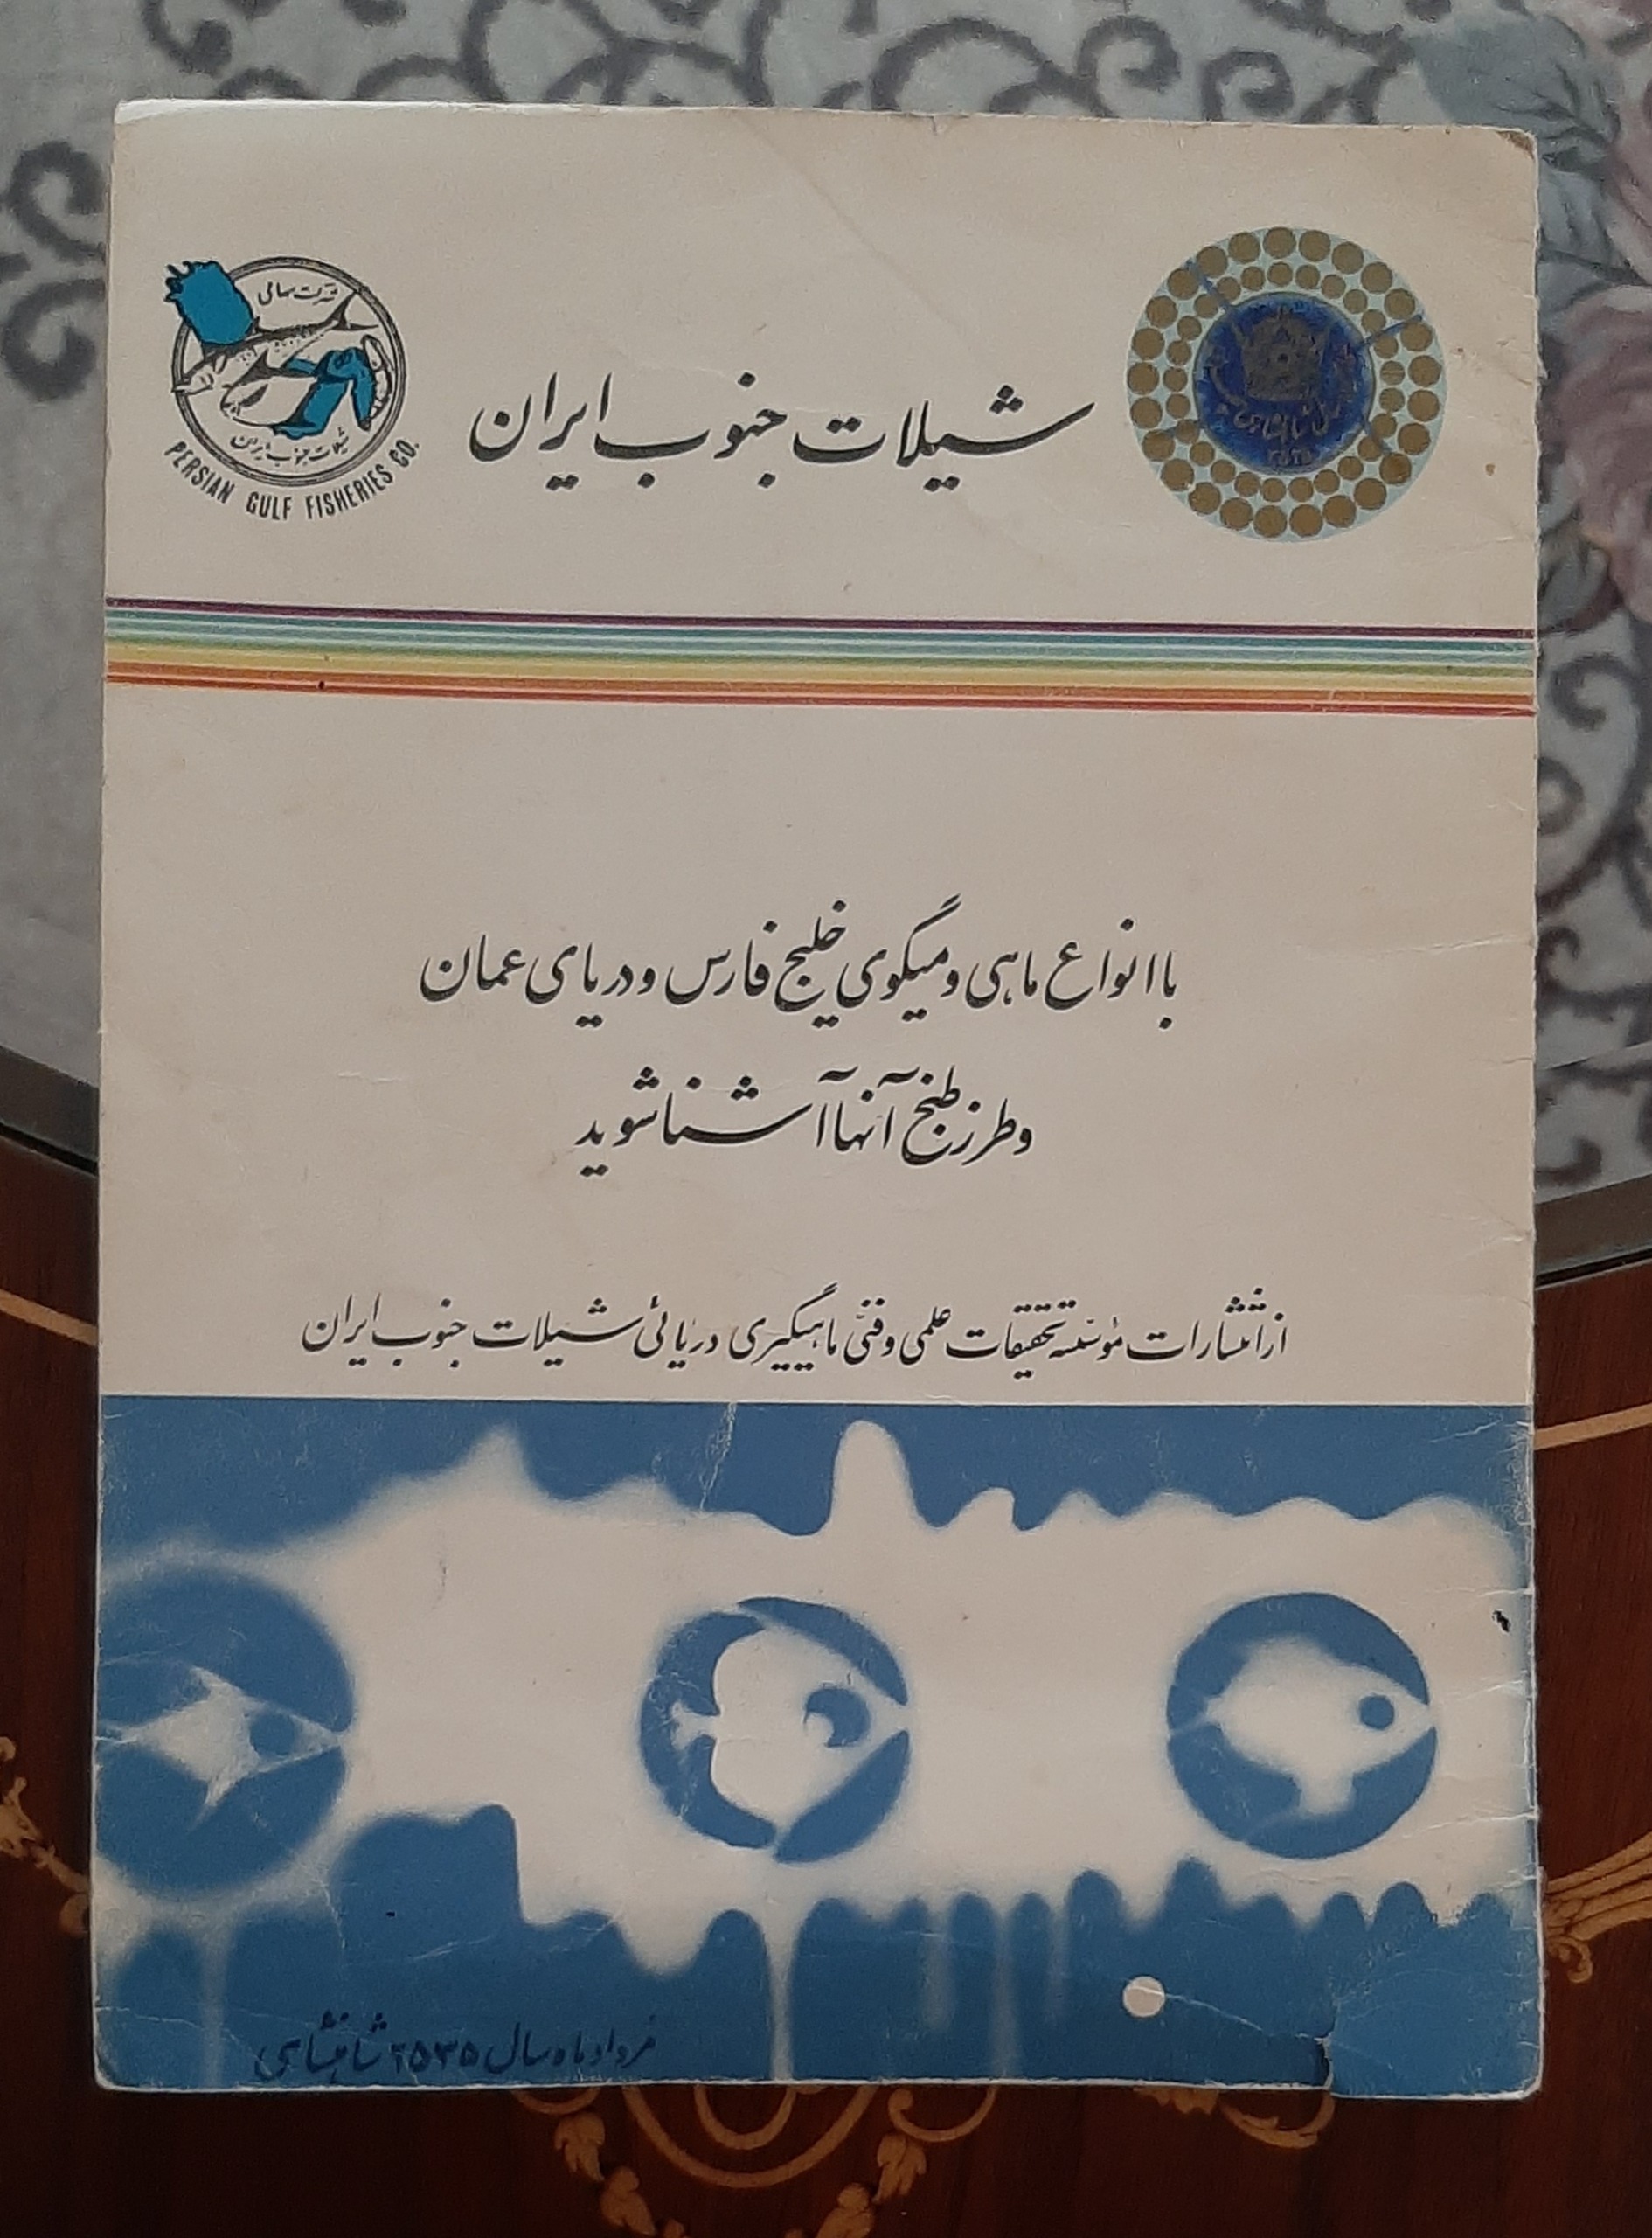 شرکت سهامی
شیلات جنوب ایران
PERSIAN GULF FISHERIES CO.
شیلات جنوب ایران
با انواع ماهی و میگوی خلیج فارس و دریای عمان
و طرز طبخ آنها آشنا شوید
از انتشارات مؤسسه تحقیقات علمی و فنی ماهیگیری دریائی شیلات جنوب ایران
مرداد ماه سال ۲۵۳۵ شاهنشاهی